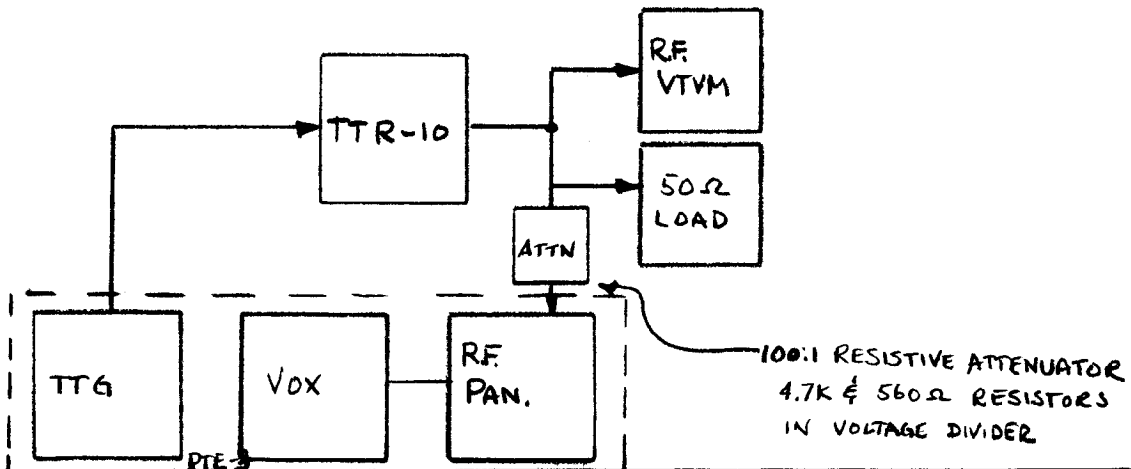 R.F.
VTVM
TTR-10
50Ω
LOAD
ATTN
TTG
VOX
R.F.
PAN.
100:1 RESISTIVE ATTENUATOR
4.7K & 560Ω RESISTORS
IN VOLTAGE DIVIDER
PTE